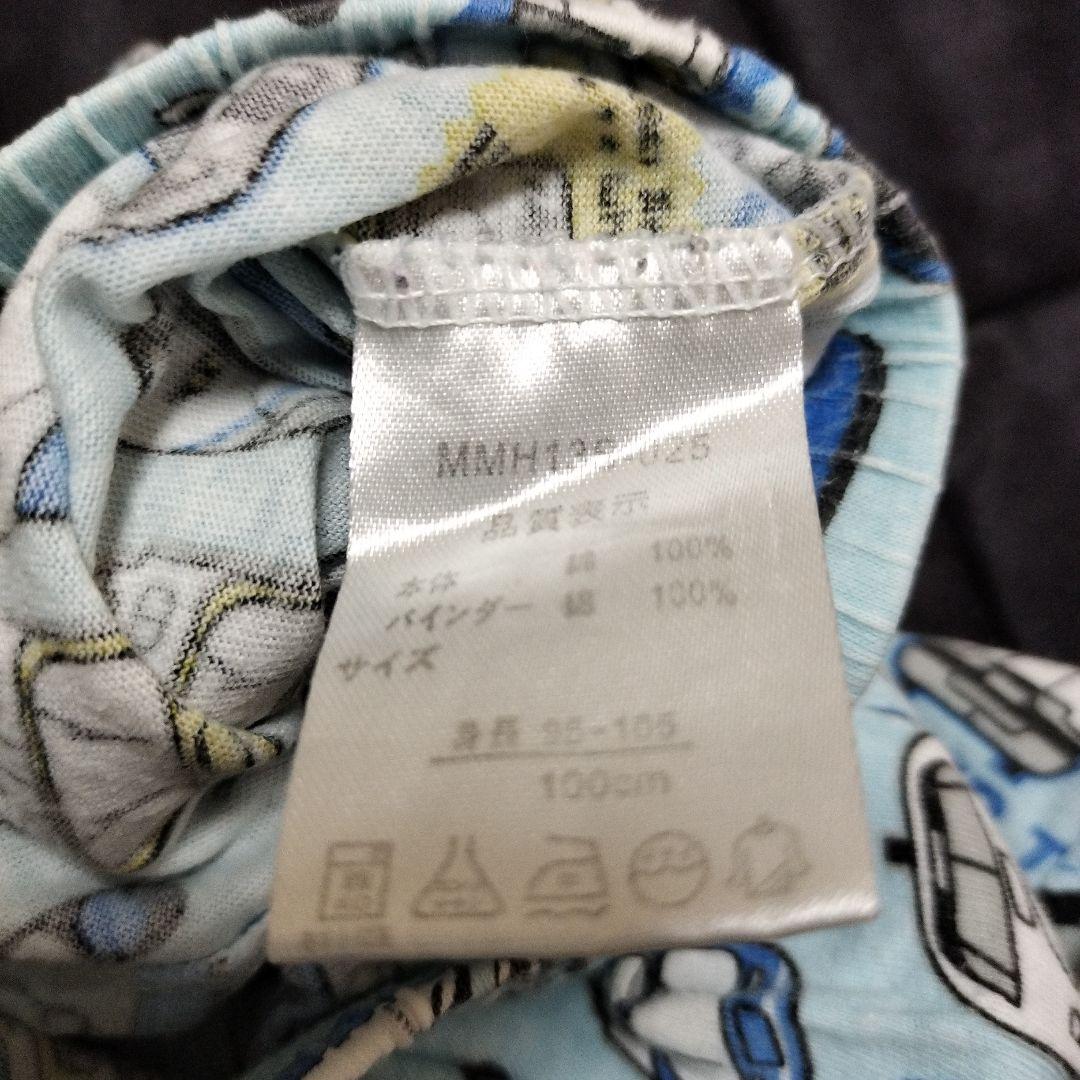 品質表示
本体 綿 100%
バインダー 綿 100%
サイズ
身長 95-105
100cm